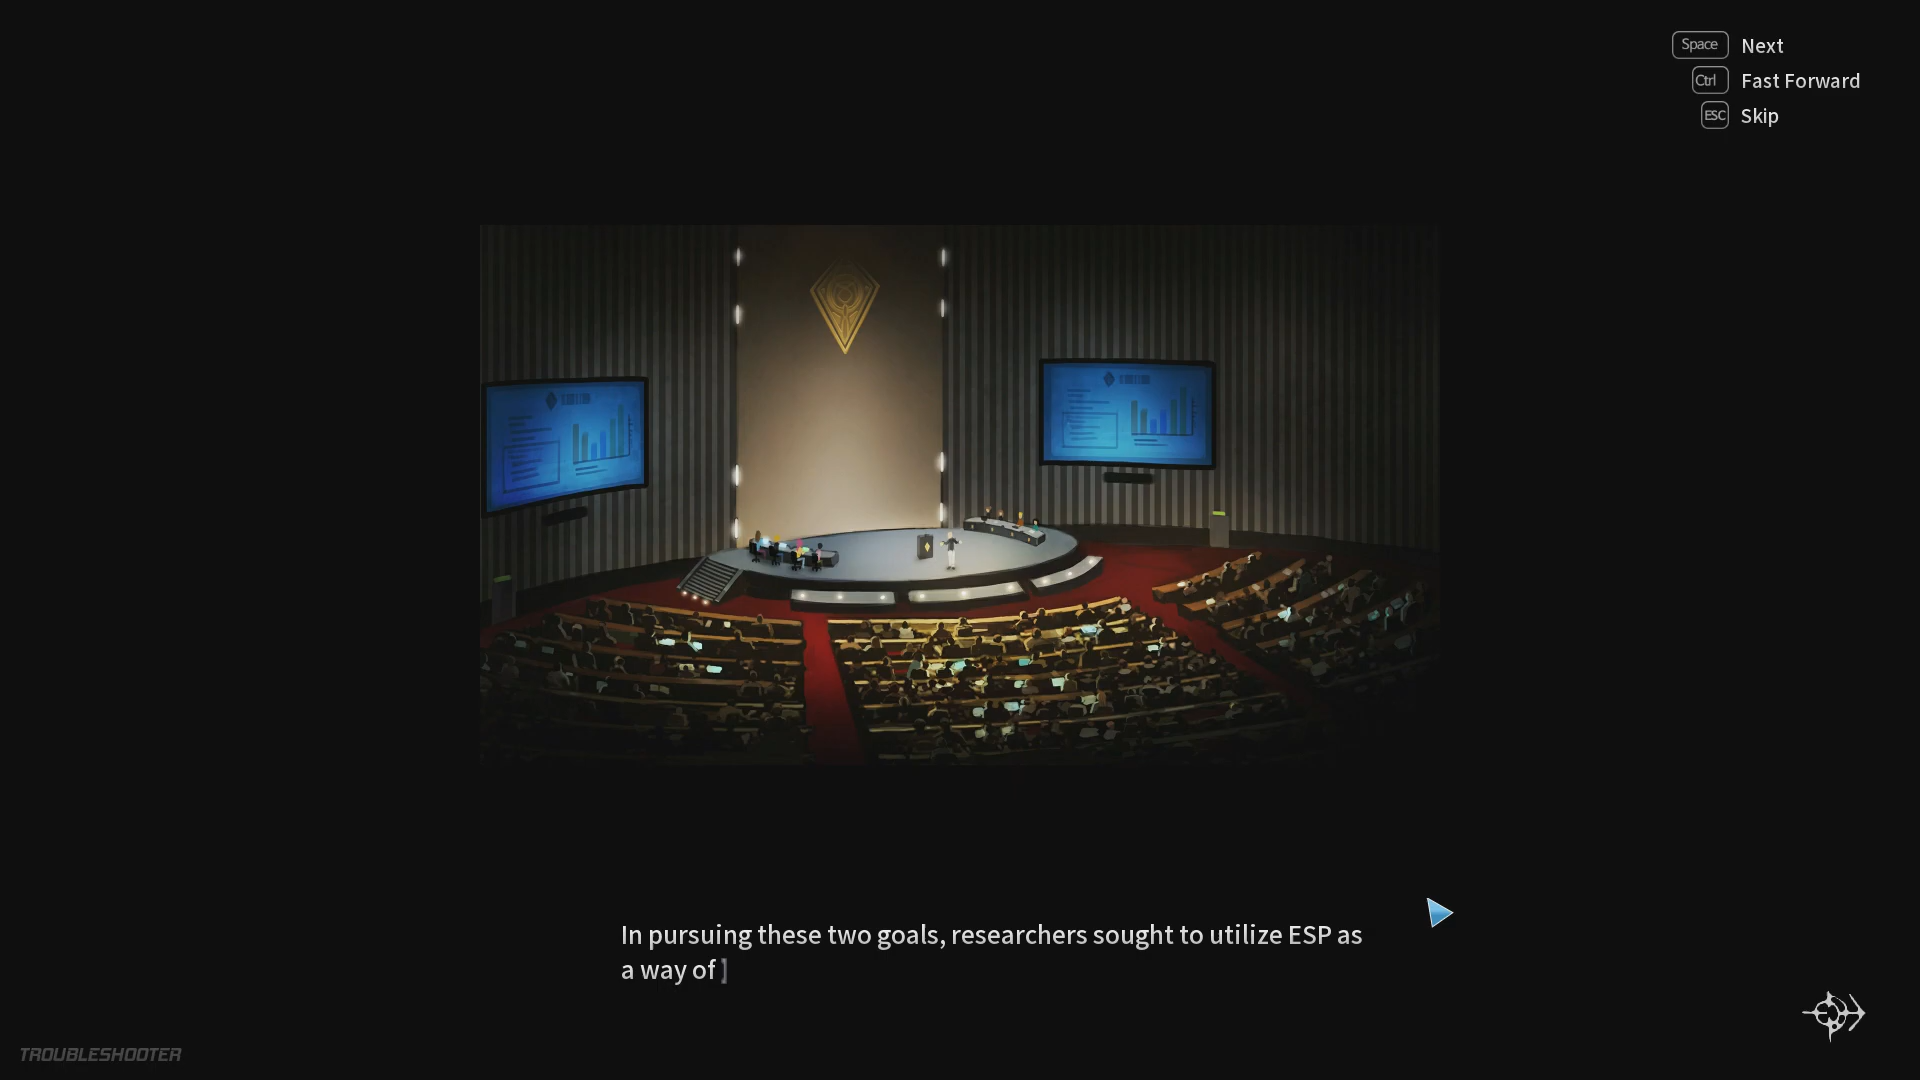 Space Next
Ctrl Fast Forward
ESC Skip
In pursuing these two goals, researchers sought to utilize ESP as
a way of
TROUBLESHOOTER